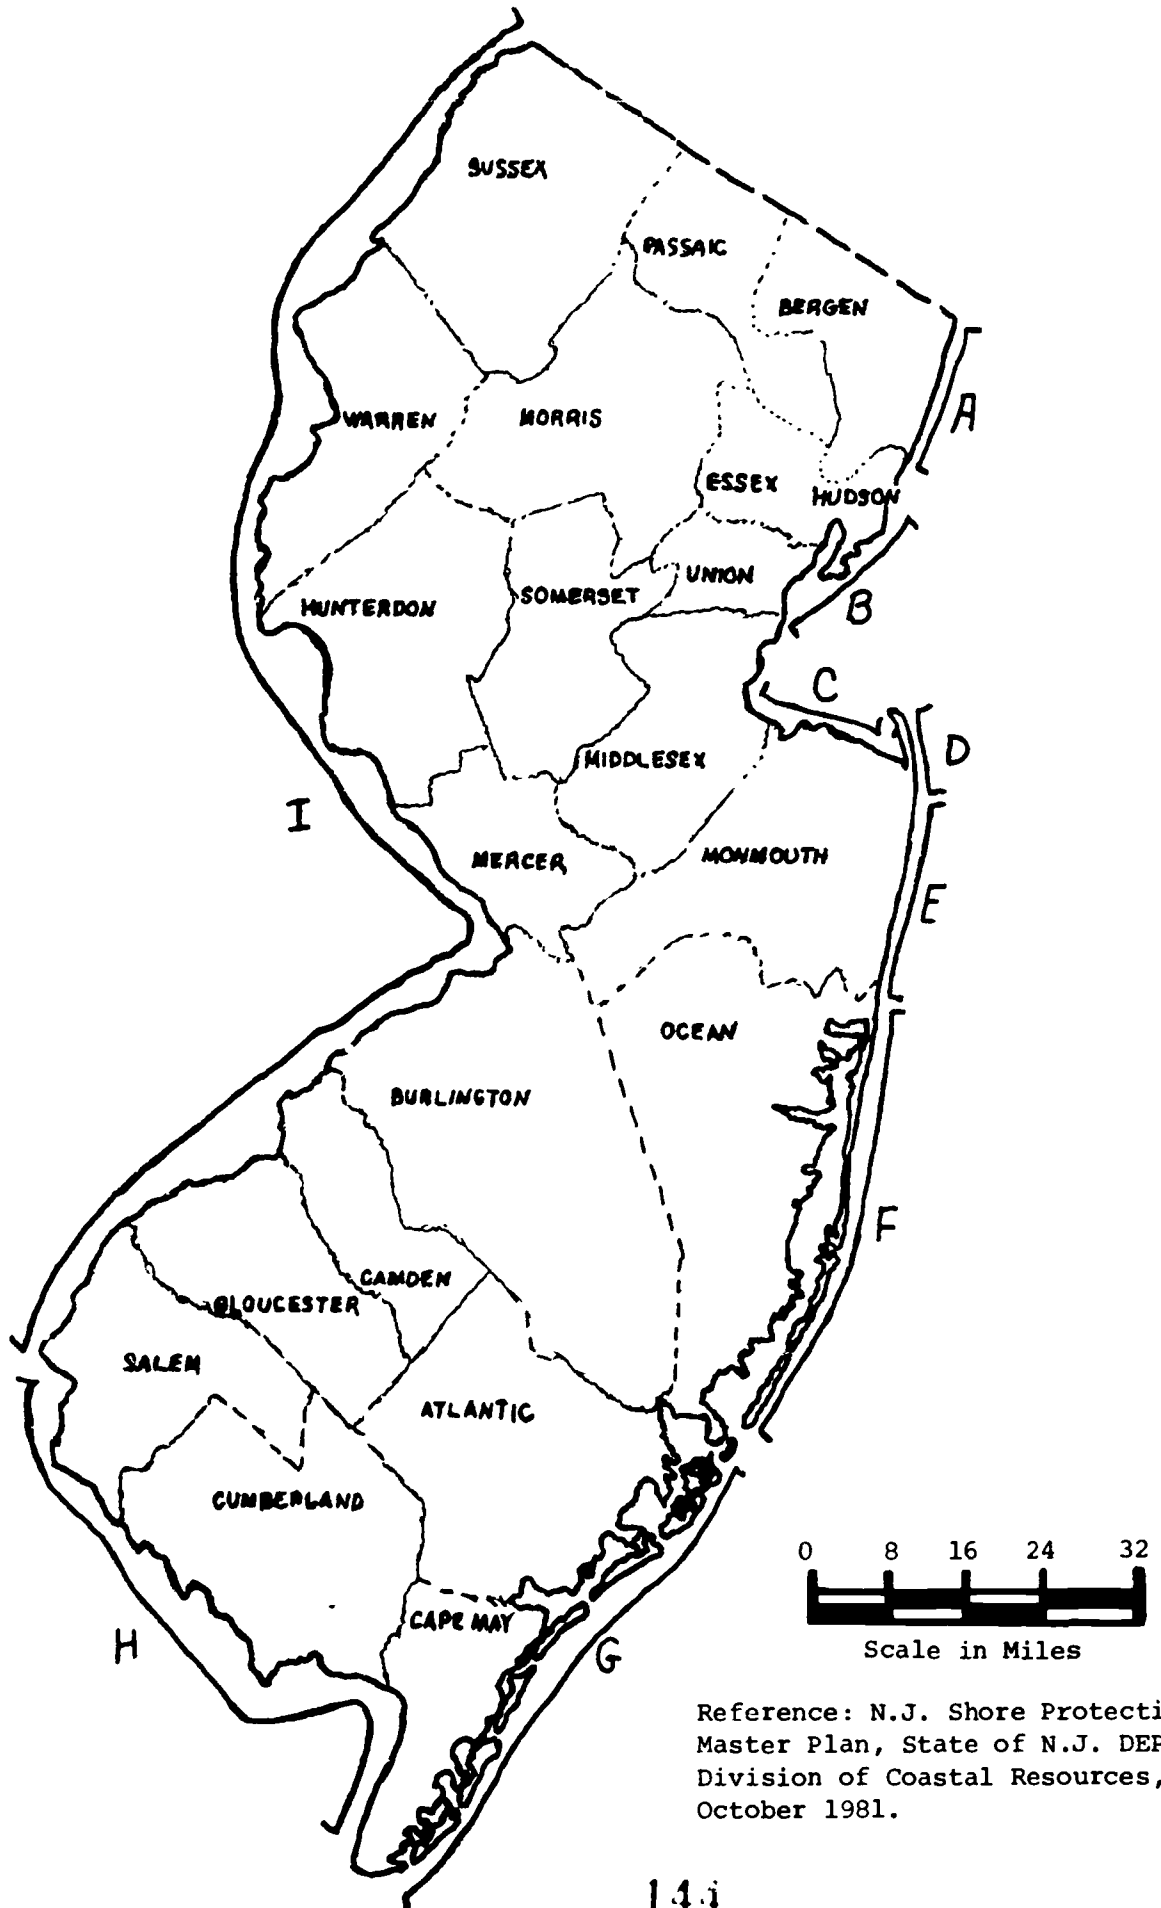 SUSSEX
PASSAIC
BERGEN
A
WARREN
MORRIS
ESSEX
HUDSON
UNION
B
HUNTERDON
SOMERSET
C
D
MIDDLESEX
I
MERCER
MONMOUTH
E
OCEAN
BURLINGTON
F
CAMDEN
GLOUCESTER
SALEM
ATLANTIC
CUMBERLAND
0 8 16 24 32
Scale in Miles
CAPE MAY
H
G
Reference: N.J. Shore Protecti
Master Plan, State of N.J. DEP
Division of Coastal Resources,
October 1981.